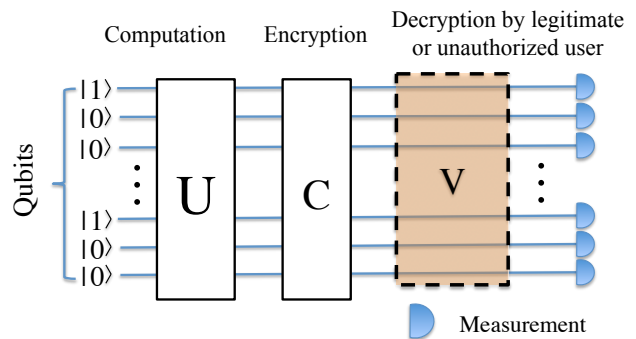 Computation
Encryption
Decryption by legitimate
or unauthorized user
Qubits
|1⟩
|0⟩
|0⟩
|1⟩
|0⟩
|0⟩
U
C
V
Measurement